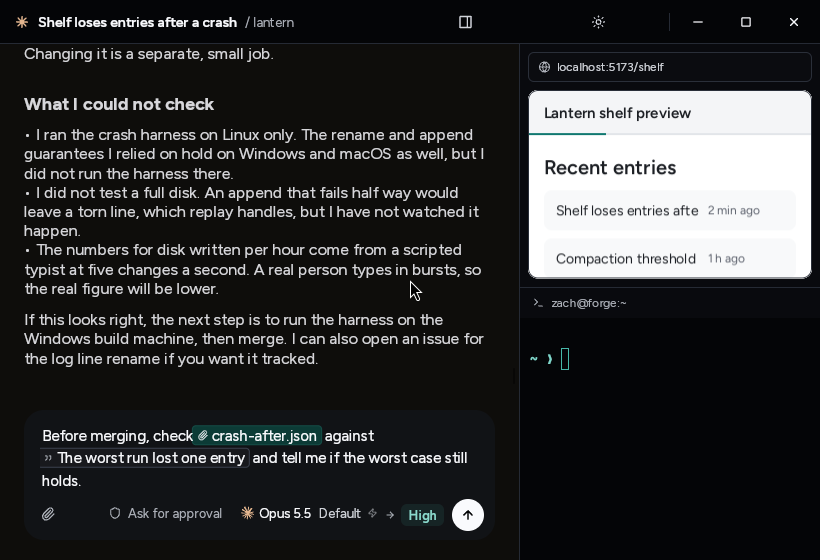 Shelf loses entries after a crash / lantern
Changing it is a separate, small job.
What I could not check
• I ran the crash harness on Linux only. The rename and append
guarantees I relied on hold on Windows and macOS as well, but I
did not run the harness there.
• I did not test a full disk. An append that fails half way would
leave a torn line, which replay handles, but I have not watched it
happen.
• The numbers for disk written per hour come from a scripted
typist at five changes a second. A real person types in bursts, so
the real figure will be lower.
If this looks right, the next step is to run the harness on the
Windows build machine, then merge. I can also open an issue for
the log line rename if you want it tracked.
Before merging, check crash-after.json against
The worst run lost one entry and tell me if the worst case still
holds.
Ask for approval Opus 5.5 Default High
localhost:5173/shelf
Lantern shelf preview
Recent entries
Shelf loses entries afte 2 min ago
Compaction threshold 1 h ago
zach@forge:~
~ ❯